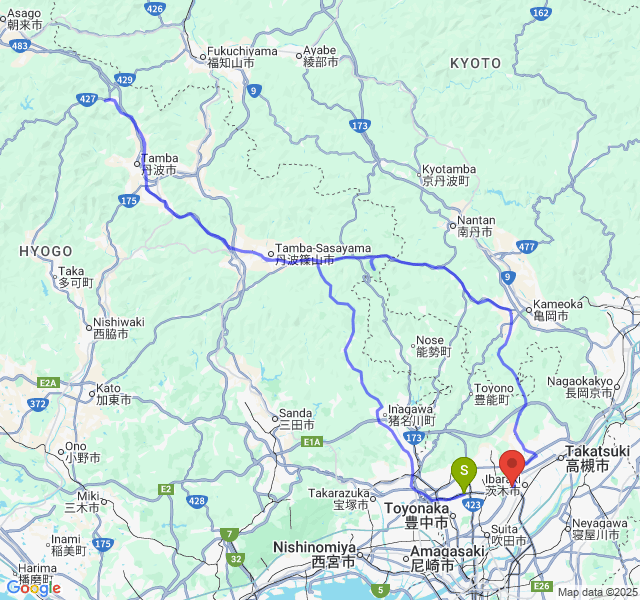 Asago
朝来市
426
162
483
Fukuchiyama
福知山市
Ayabe
綾部市
KYOTO
429
9
427
173
Tamba
丹波市
Kyotamba
京丹波町
175
Nantan
南丹市
HYOGO
Tamba-Sasayama
丹波篠山市
477
Taka
多可町
9
Kameoka
亀岡市
Nishiwaki
西脇市
Nose
能勢町
E2A
Kato
加東市
Toyono
豊能町
Nagaokakyo
長岡京市
372
Sanda
三田市
Inagawa
猪名川町
173
E1A
Ono
小野市
Takatsuki
高槻市
S
Ibaraki
茨木市
E2
Miki
三木市
428
Takarazuka
宝塚市
Toyonaka
豊中市
423
Suita
吹田市
Neyagawa
寝屋川市
Inami
稲美町
175
7
Nishinomiya
西宮市
Amagasaki
尼崎市
32
Harima
播磨町
5
E26
Google
Map data ©2025